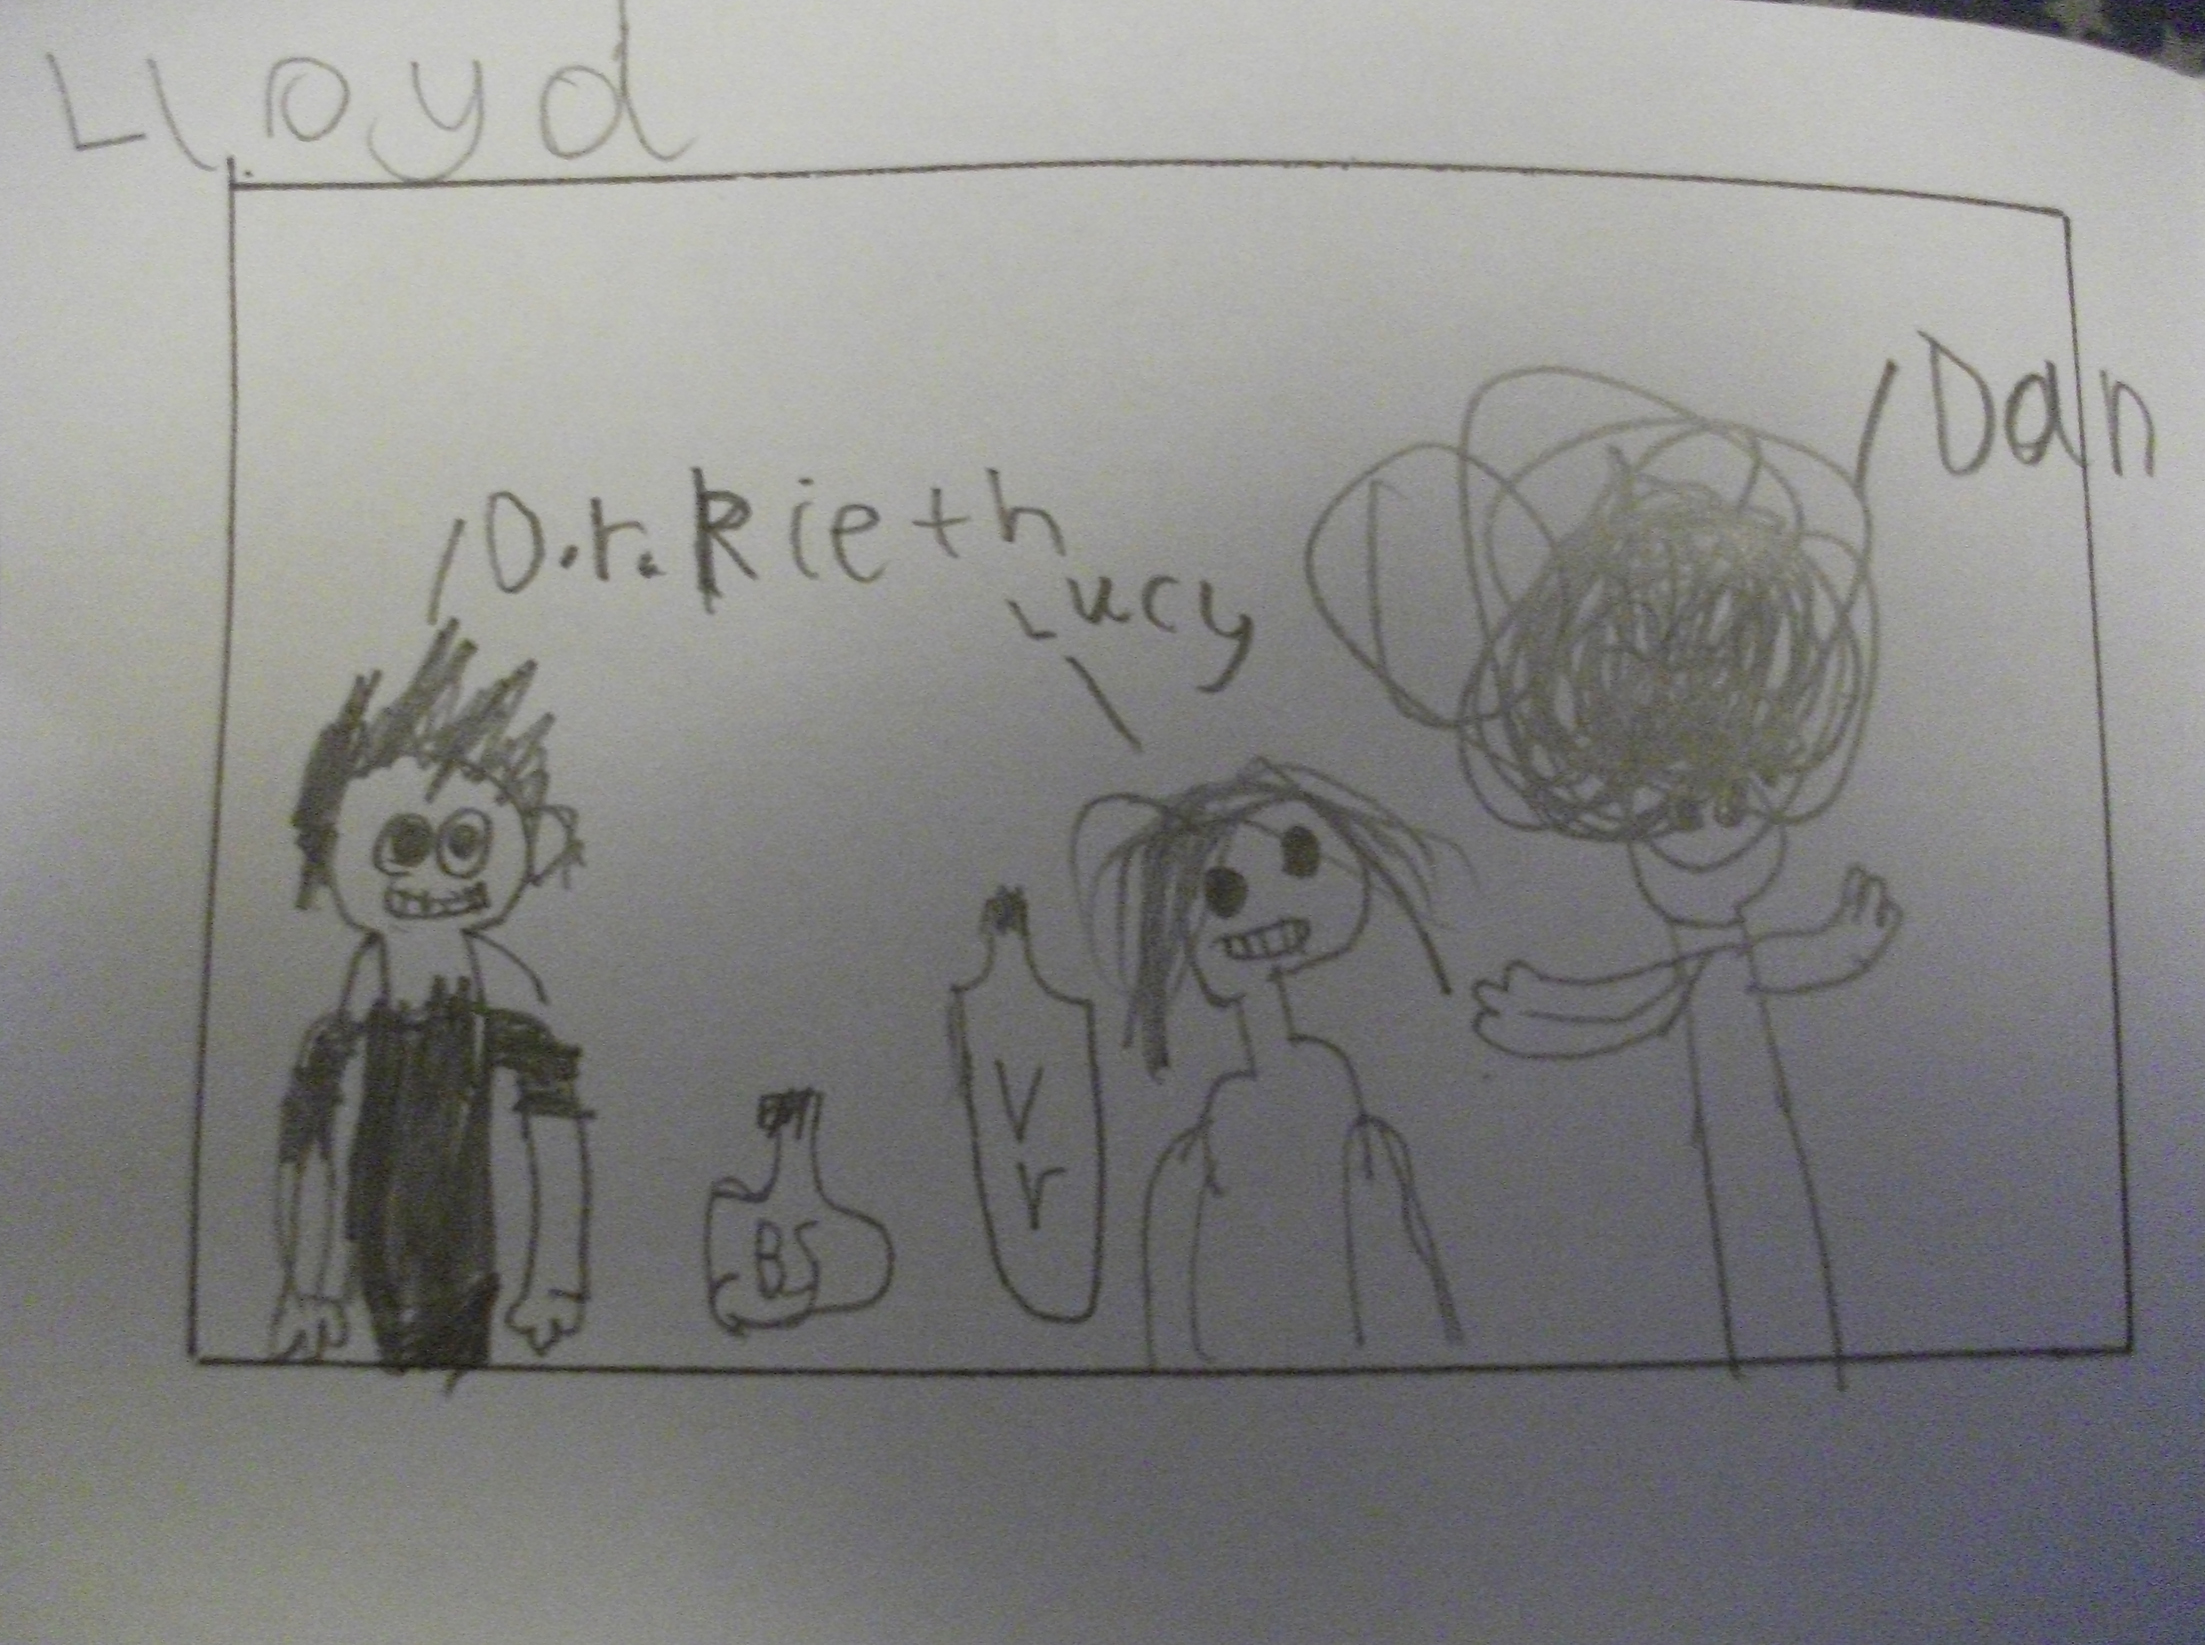 Lloyd
Dan
D.r. Rieth
Lucy
BS
Vr